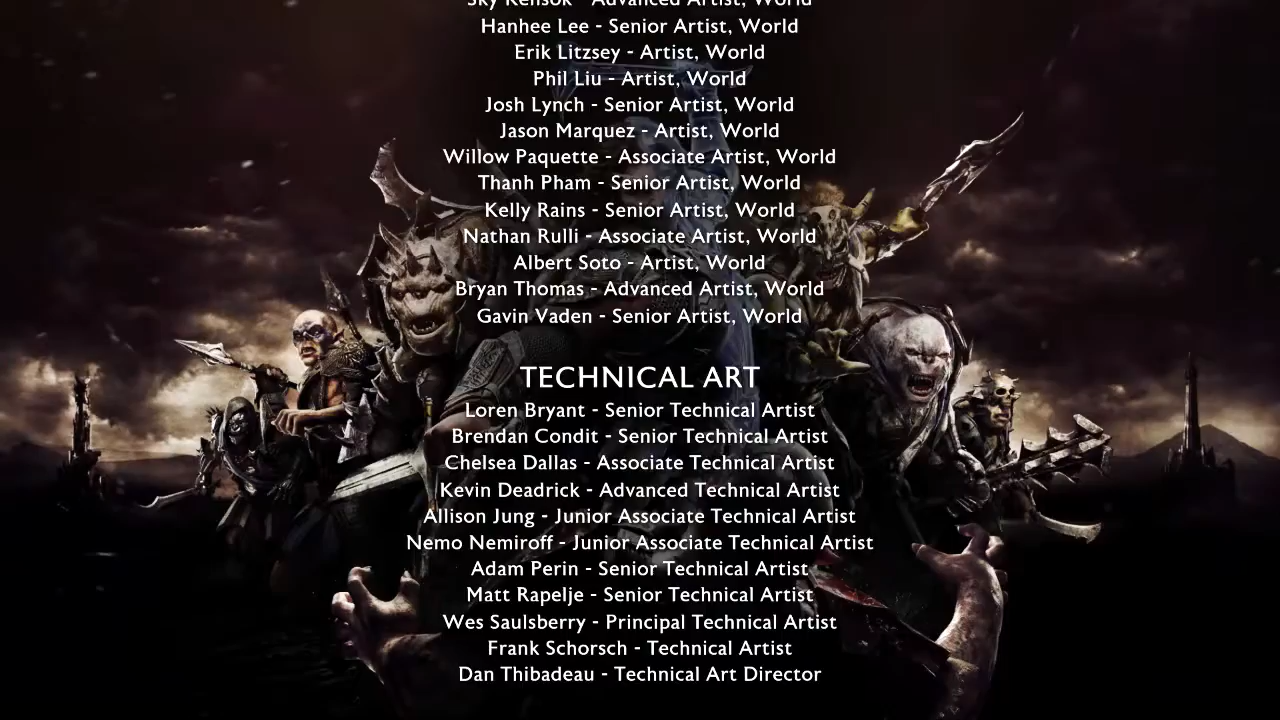 Sky Kensok - Advanced Artist, World
Hanhee Lee - Senior Artist, World
Erik Litzsey - Artist, World
Phil Liu - Artist, World
Josh Lynch - Senior Artist, World
Jason Marquez - Artist, World
Willow Paquette - Associate Artist, World
Thanh Pham - Senior Artist, World
Kelly Rains - Senior Artist, World
Nathan Rulli - Associate Artist, World
Albert Soto - Artist, World
Bryan Thomas - Advanced Artist, World
Gavin Vaden - Senior Artist, World
TECHNICAL ART
Loren Bryant - Senior Technical Artist
Brendan Condit - Senior Technical Artist
Chelsea Dallas - Associate Technical Artist
Kevin Deadrick - Advanced Technical Artist
Allison Jung - Junior Associate Technical Artist
Nemo Nemiroff - Junior Associate Technical Artist
Adam Perin - Senior Technical Artist
Matt Rapelje - Senior Technical Artist
Wes Saulsberry - Principal Technical Artist
Frank Schorsch - Technical Artist
Dan Thibadeau - Technical Art Director